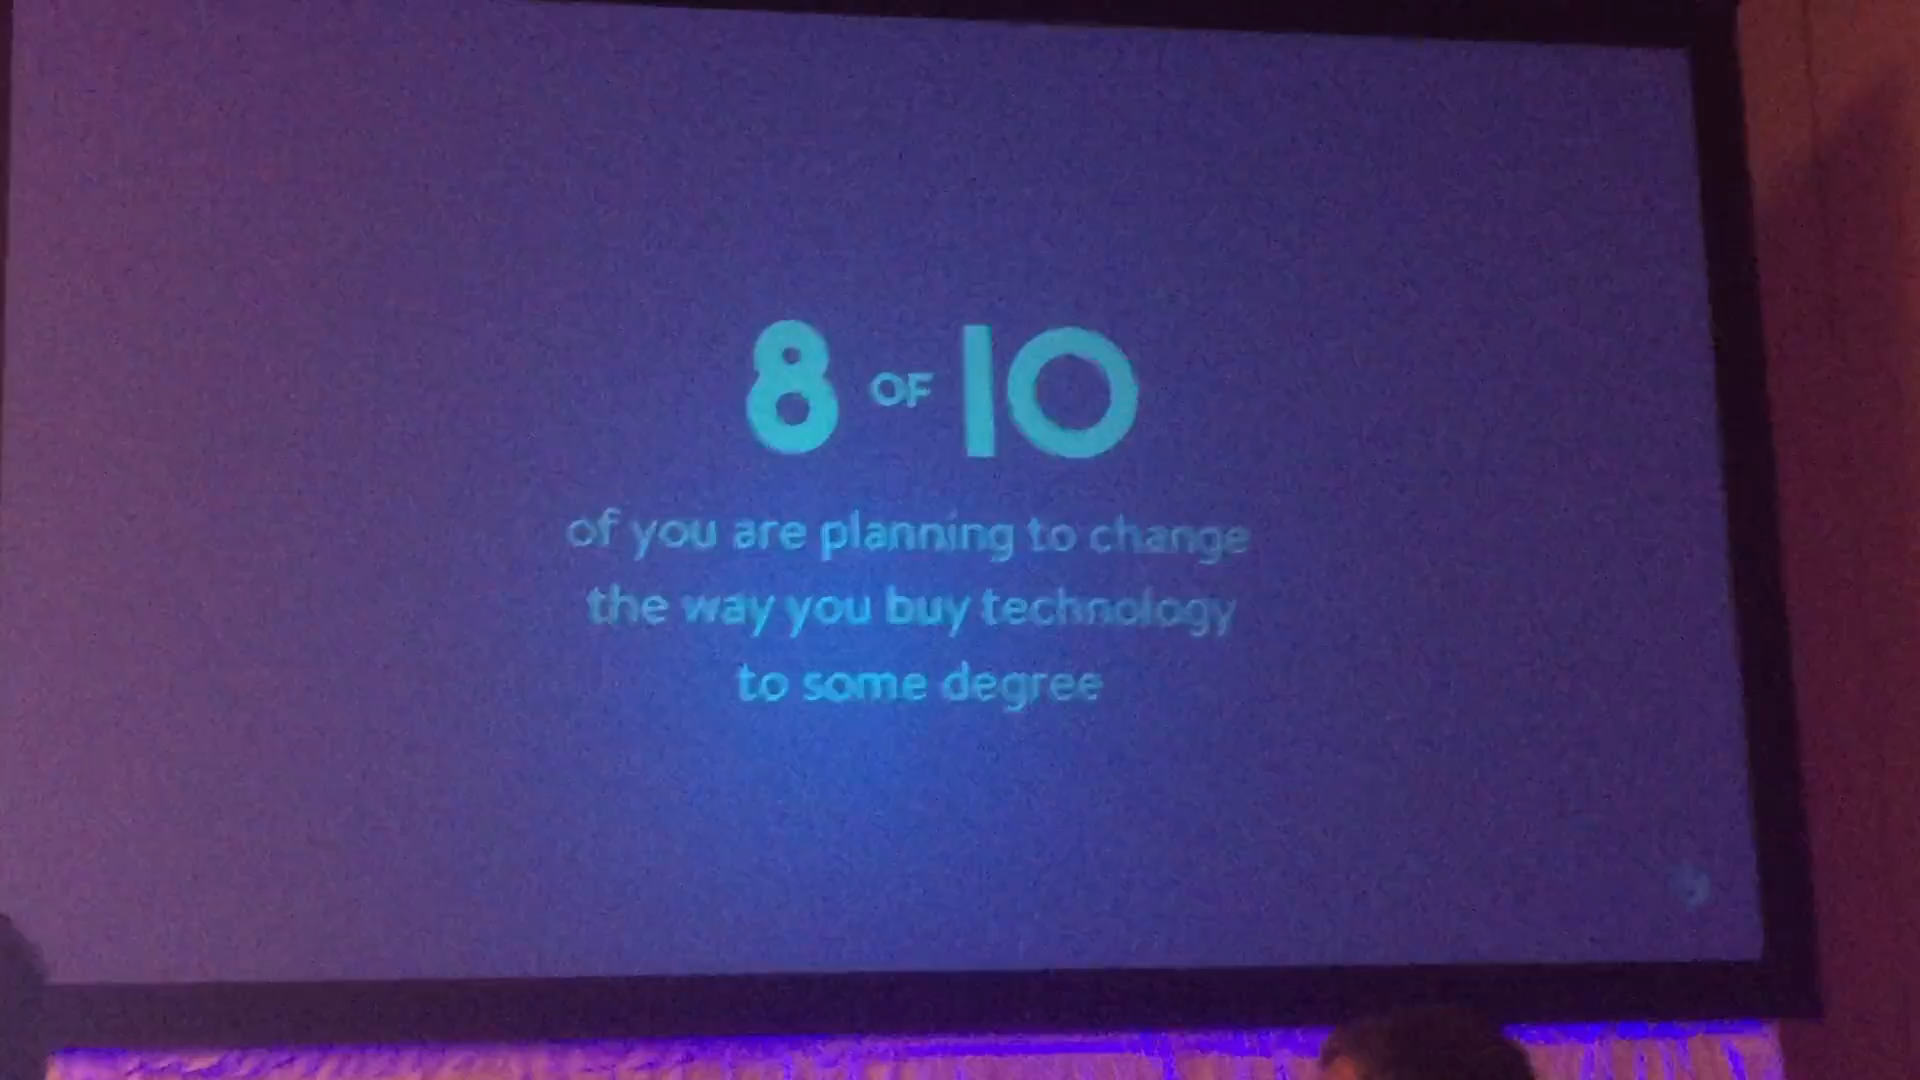 8 OF 10
of you are planning to change
the way you buy technology
to some degree